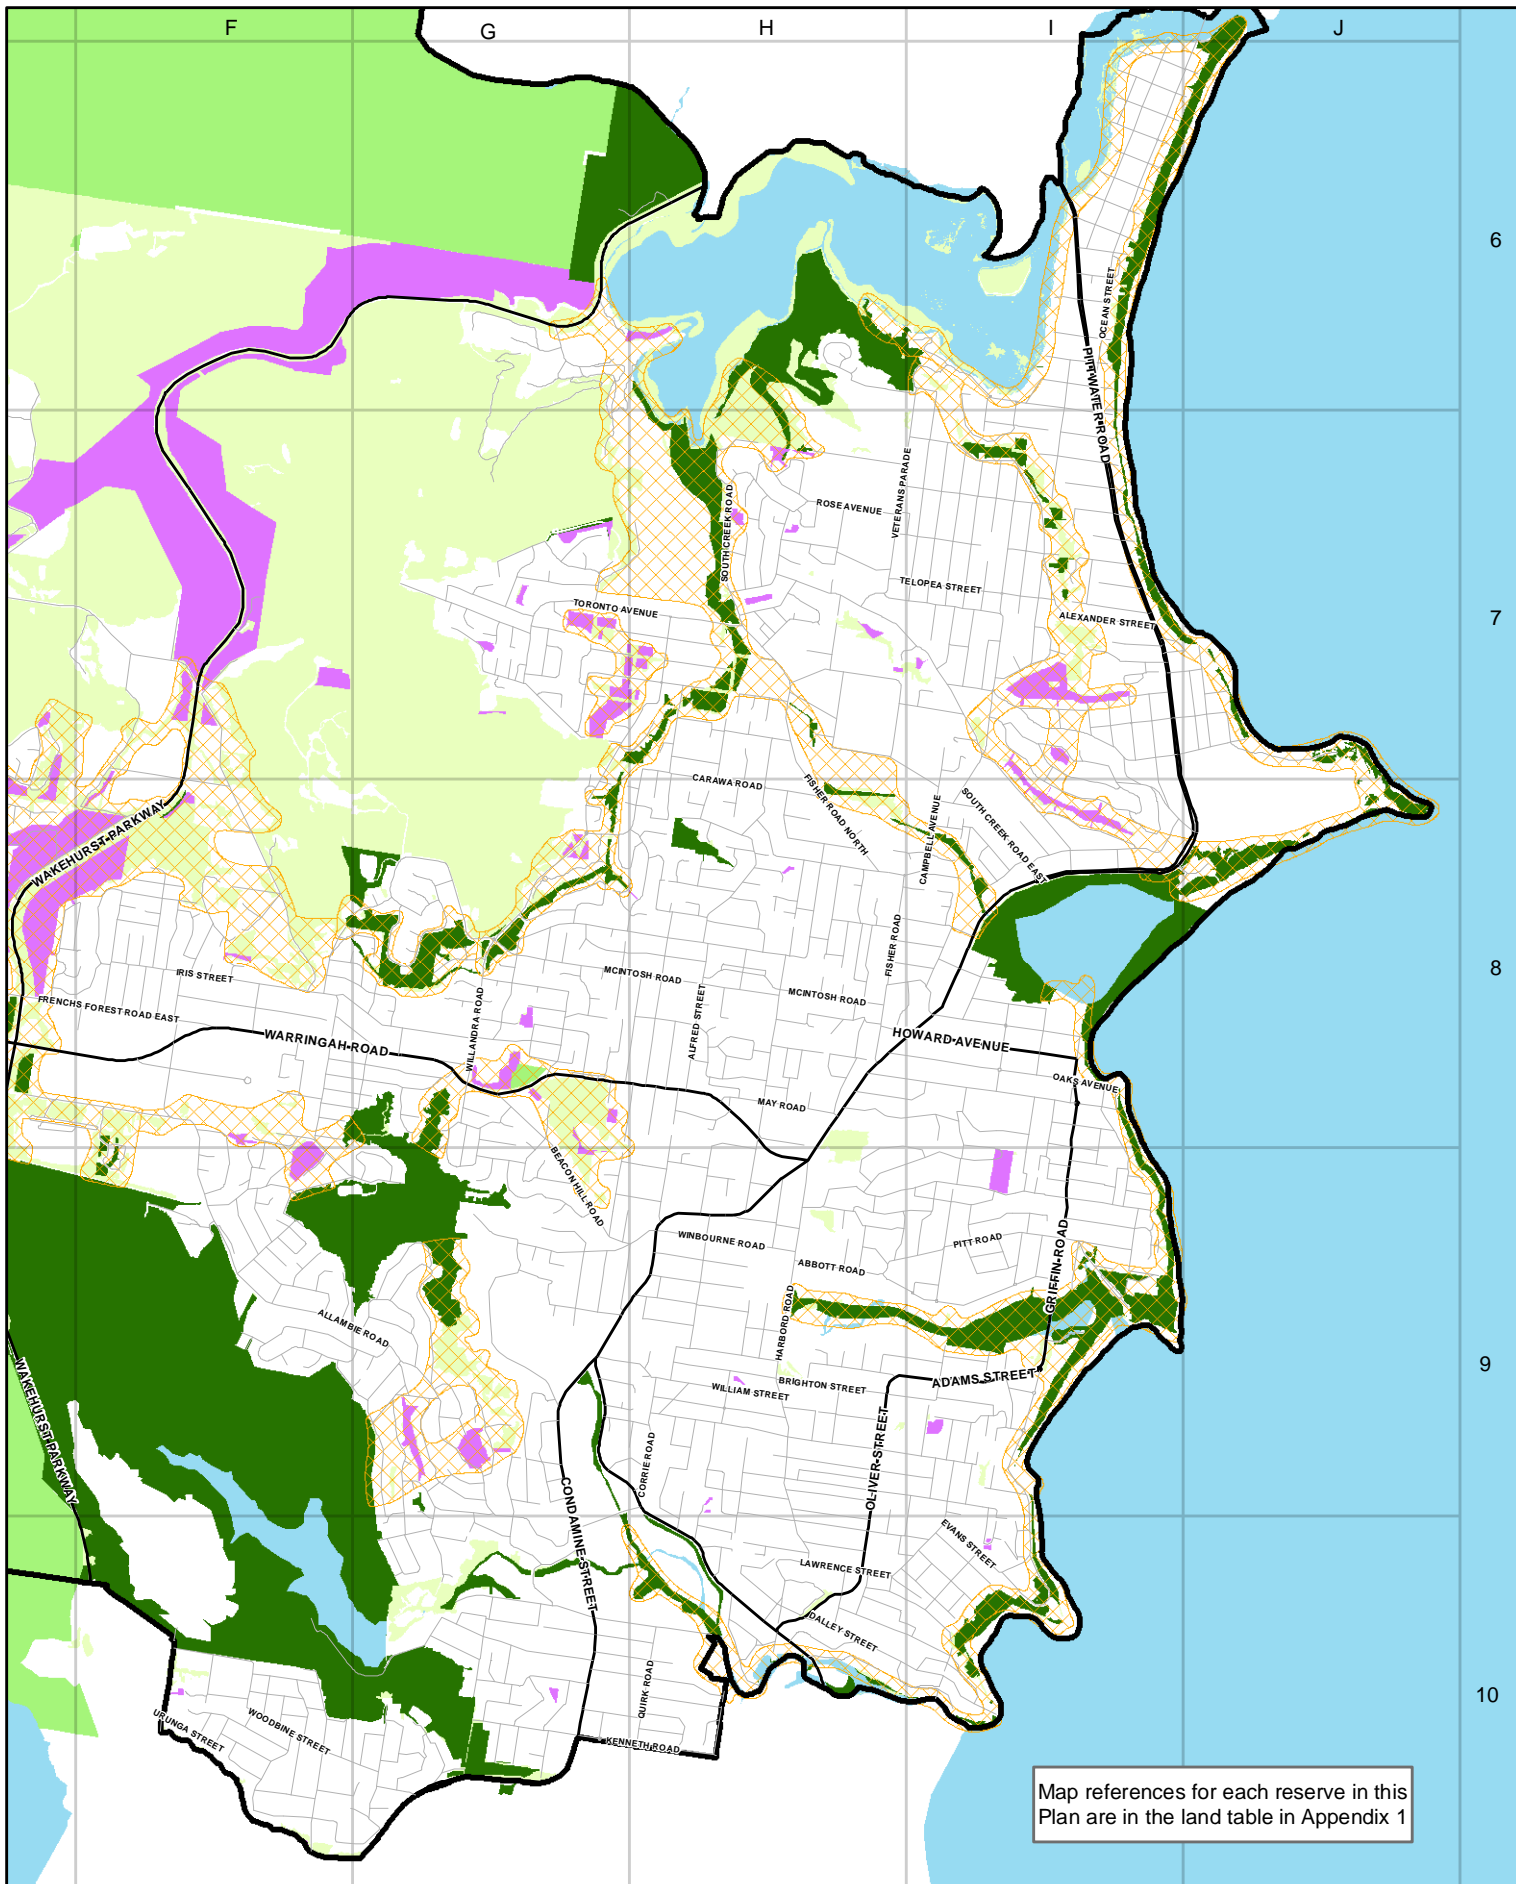 F
G
H
I
J
6
OCEAN STREET
PITTWATER ROAD
VETERANS PARADE
ROSE AVENUE
SOUTH CREEK ROAD
TELOPEA STREET
TORONTO AVENUE
ALEXANDER STREET
7
CARAWA ROAD
FISHER ROAD NORTH
CAMPBELL AVENUE
SOUTH CREEK ROAD EAST
WAKEHURST PARKWAY
FISHER ROAD
IRIS STREET
MCINTOSH ROAD
MCINTOSH ROAD
8
FRENCHS FOREST ROAD EAST
WILLANDRA ROAD
ALFRED STREET
WARRINGAH ROAD
HOWARD AVENUE
OAKS AVENUE
MAY ROAD
BEACON HILL ROAD
WINBOURNE ROAD
PITT ROAD
ABBOTT ROAD
GRIFFIN ROAD
HARBORD ROAD
ALLAMBIE ROAD
9
WAKEHURST PARKWAY
ADAMS STREET
BRIGHTON STREET
WILLIAM STREET
OLIVER STREET
CORRIE ROAD
CONDAMINE STREET
EVANS STREET
LAWRENCE STREET
DALLEY STREET
QUIRK ROAD
10
WOODBINE STREET
URUNGA STREET
KENNETH ROAD
Map references for each reserve in this
Plan are in the land table in Appendix 1